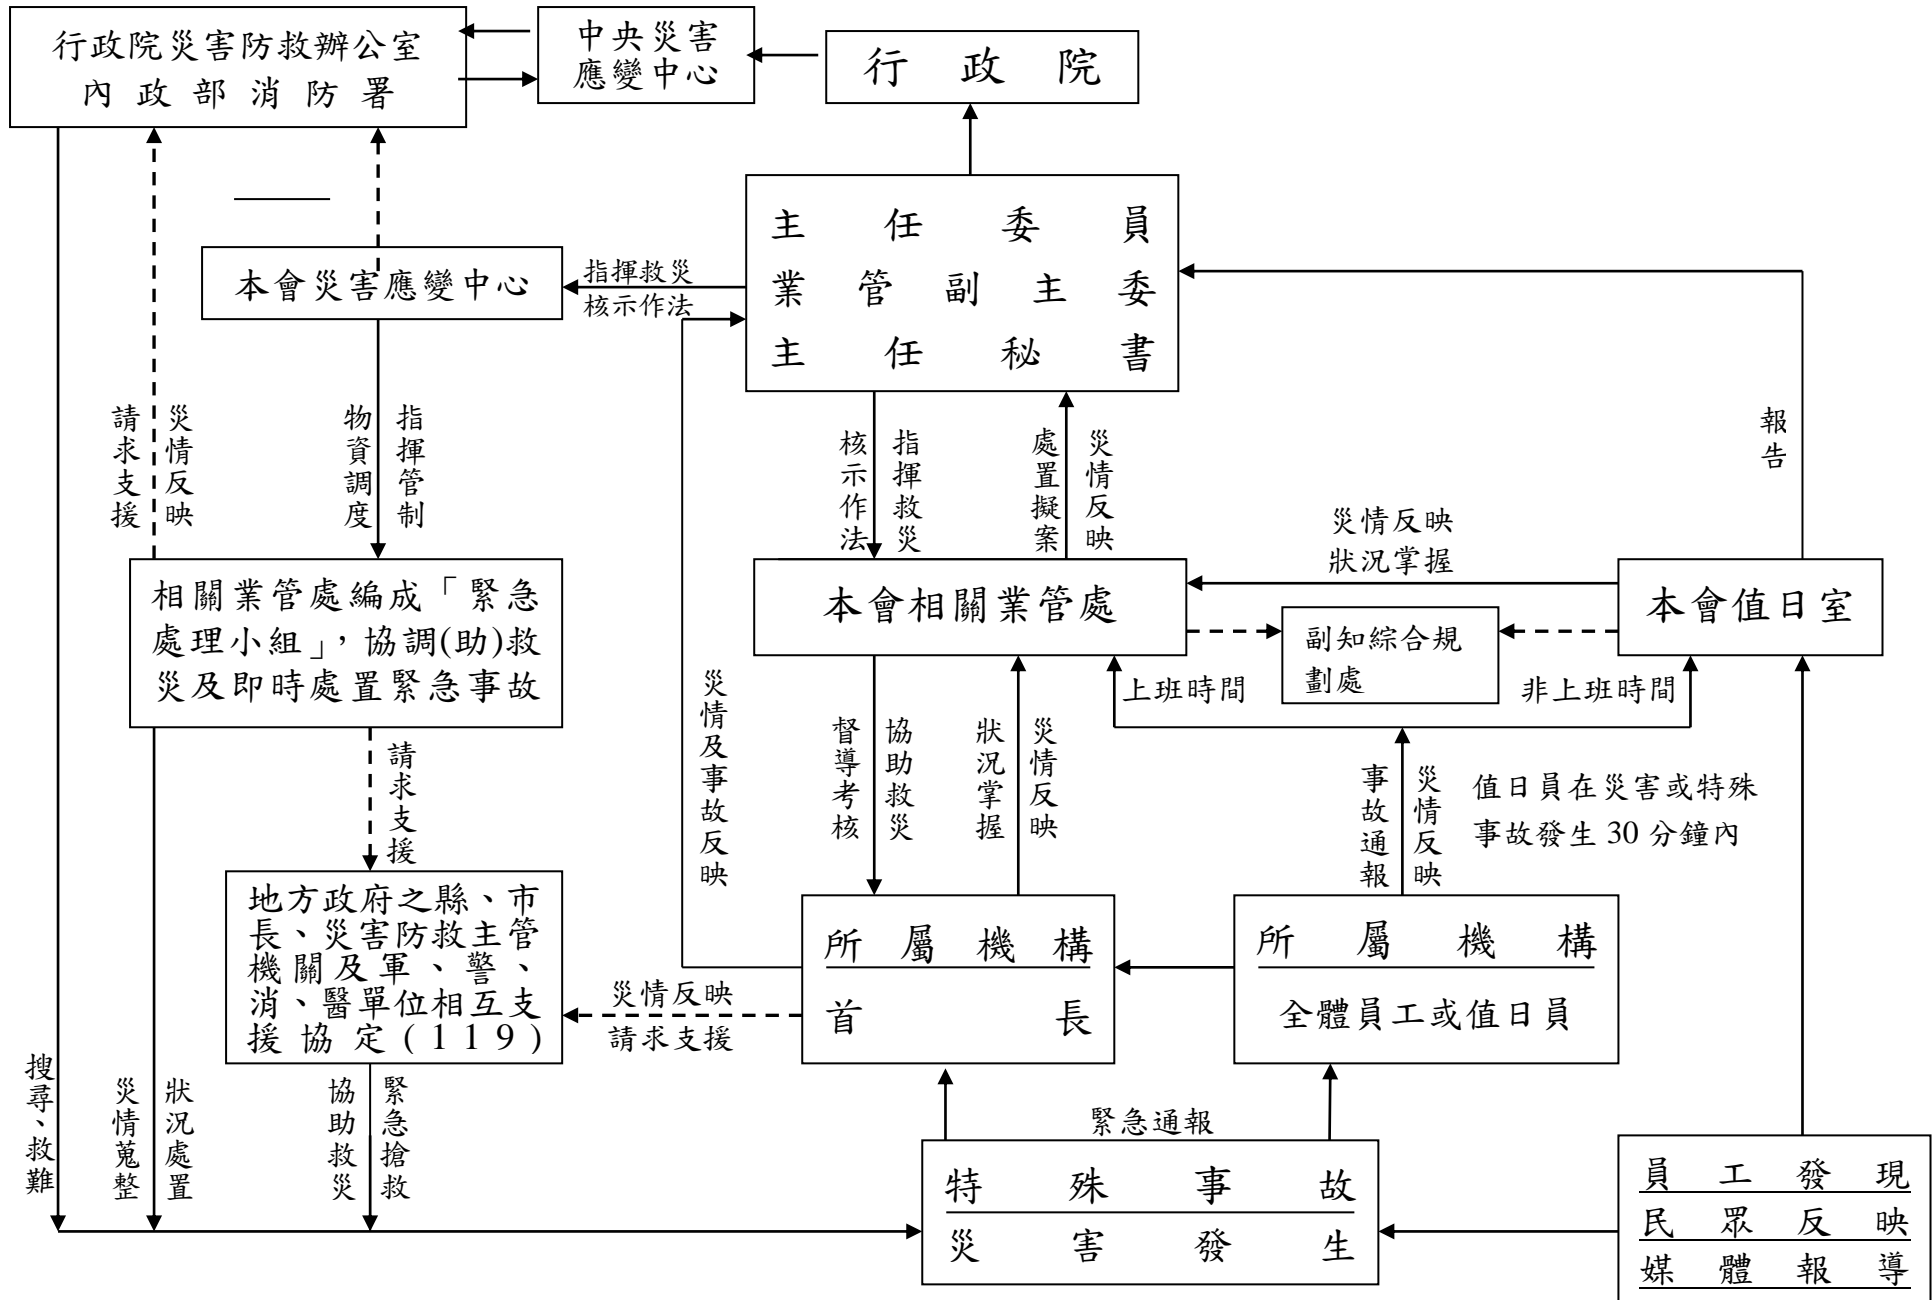 行政院災害防救辦公室
內政部消防署
中央災害
應變中心
行政院
主任委員
業管副主委
主任秘書
本會災害應變中心
指揮救災
核示作法
請求支援
災情反映
物資調度
指揮管制
核示作法
指揮救災
處置擬案
災情反映
報告
災情反映
狀況掌握
相關業管處編成「緊急
處理小組」,協調(助)救
災及即時處置緊急事故
本會相關業管處
副知綜合規
劃處
本會值日室
上班時間
非上班時間
請求支援
災情及事故反映
督導考核
協助救災
狀況掌握
災情反映
事故通報
災情反映
值日員在災害或特殊
事故發生 30 分鐘內
地方政府之縣、市
長、災害防救主管
機關及軍、警、
消、醫單位相互支
援協定(119)
災情反映
請求支援
所屬機構
首長
所屬機構
全體員工或值日員
搜尋、救難
災情蒐整
狀況處置
協助救災
緊急搶救
緊急通報
特殊事故
災害發生
員工發現
民眾反映
媒體報導